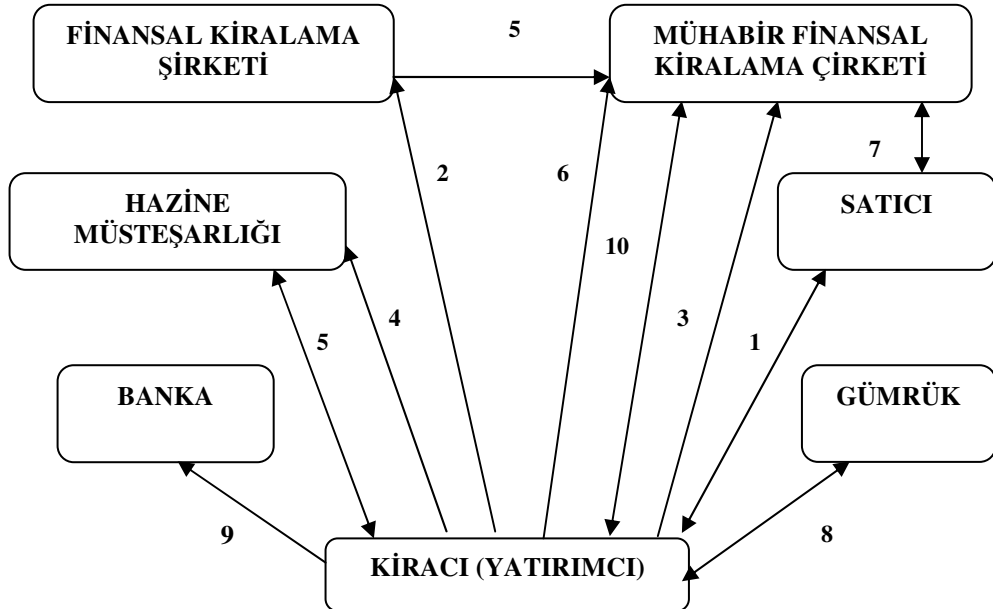 FİNANSAL KİRALAMA
ŞİRKETİ
5
MÜHABİR FİNANSAL
KİRALAMA ÇİRKETİ
2
6
7
HAZİNE
MÜSTEŞARLIĞI
SATICI
10
4
5
3
1
BANKA
GÜMRÜK
9
8
KİRACI (YATIRIMCI)